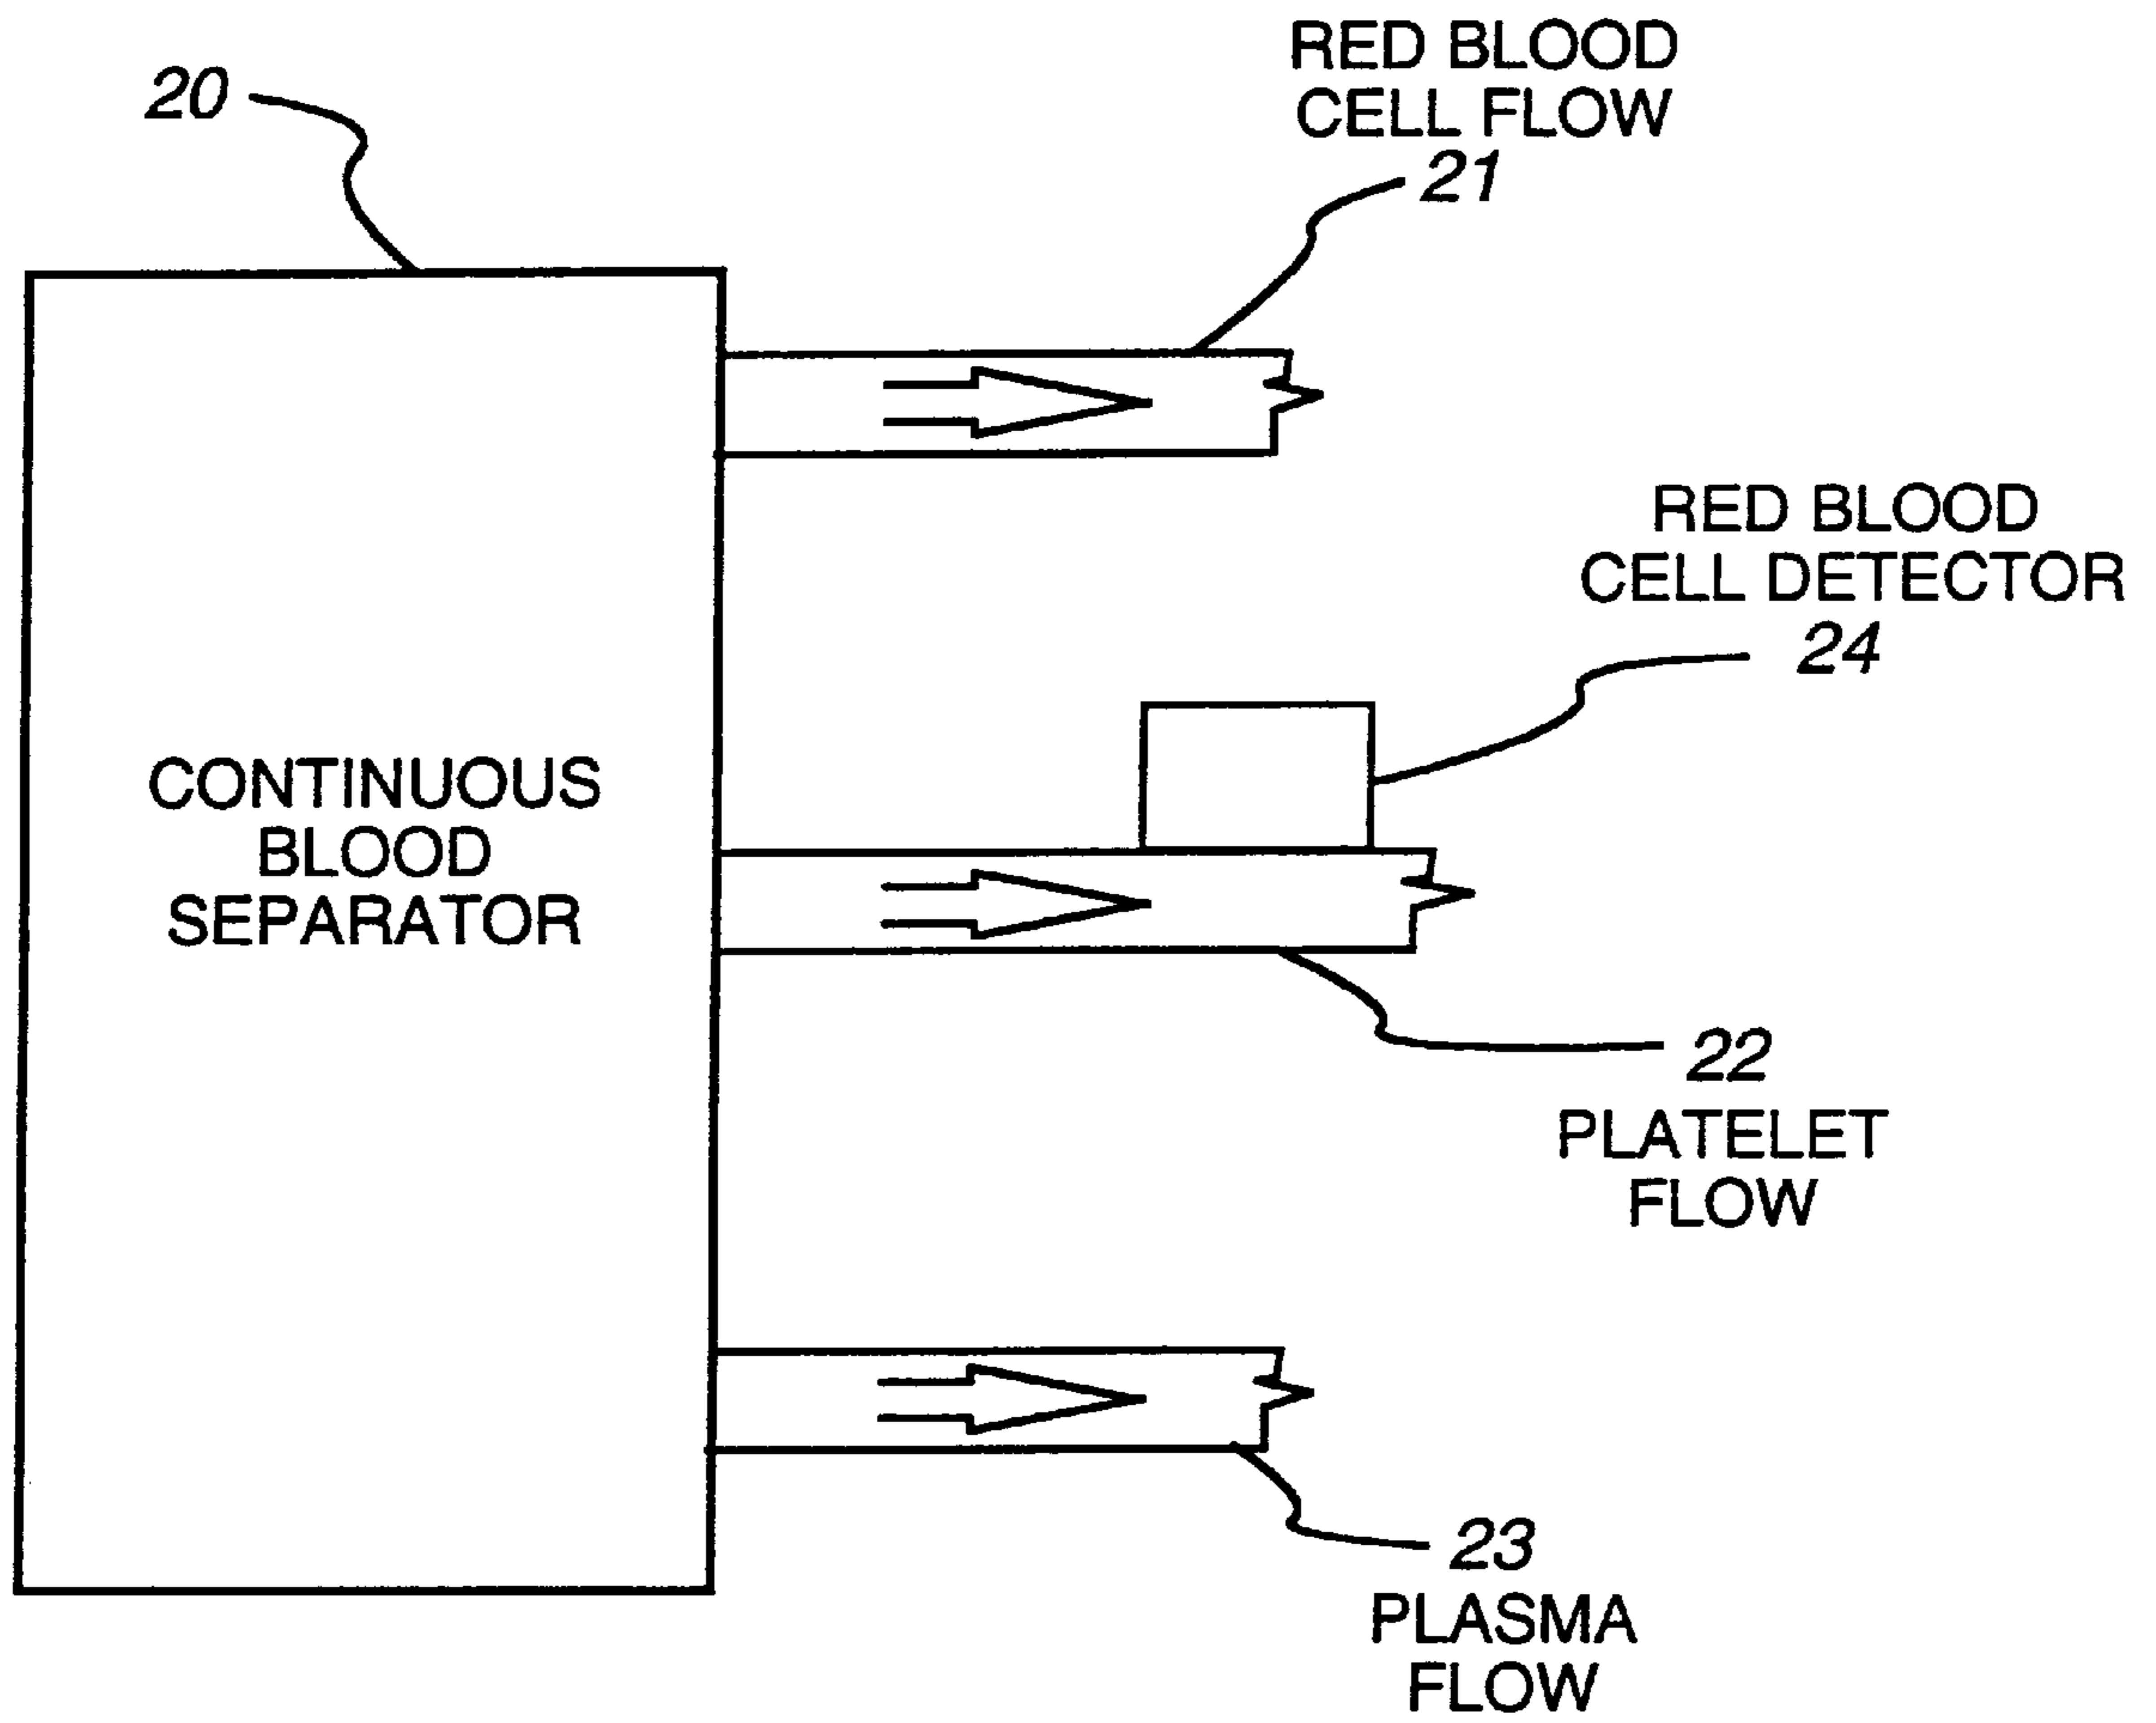 20
RED BLOOD
CELL FLOW
21
RED BLOOD
CELL DETECTOR
24
CONTINUOUS
BLOOD
SEPARATOR
22
PLATELET
FLOW
23
PLASMA
FLOW